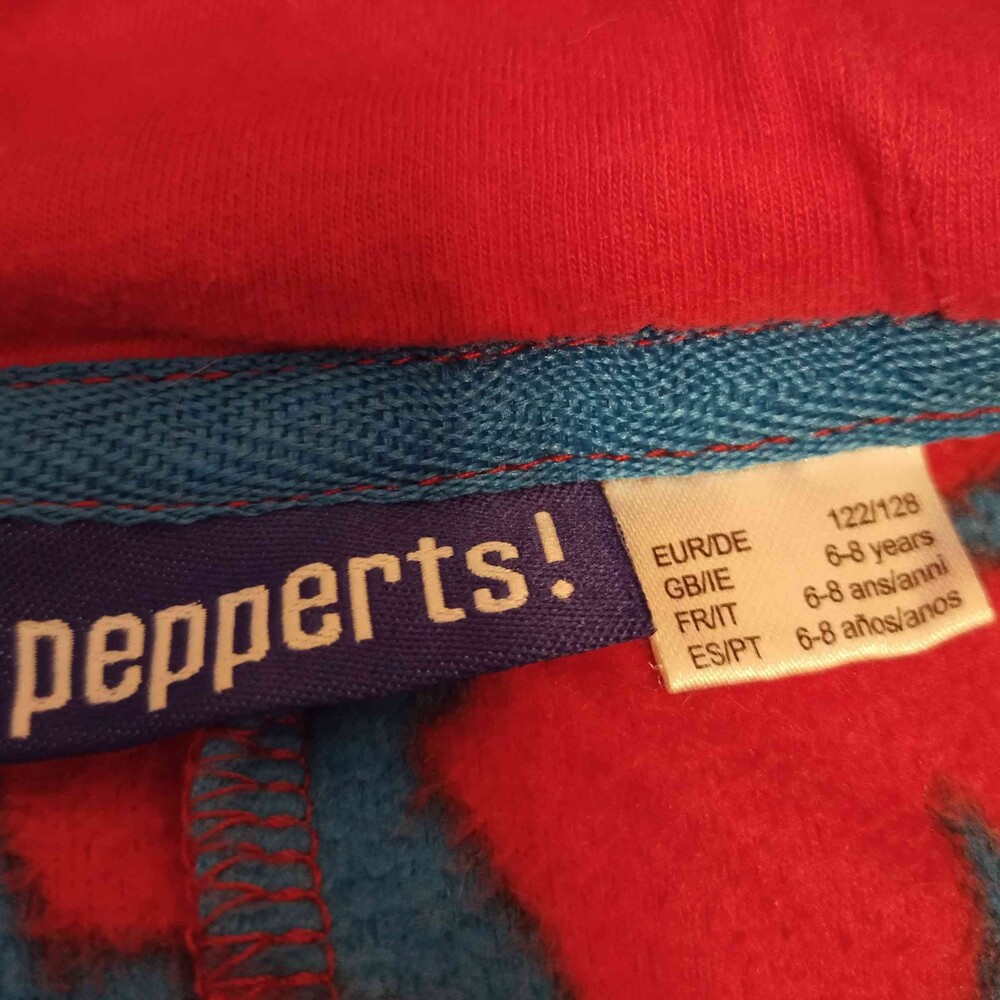 pepperts!
EUR/DE 122/128
GB/IE 6-8 years
FR/IT 6-8 ans/anni
ES/PT 6-8 años/anos